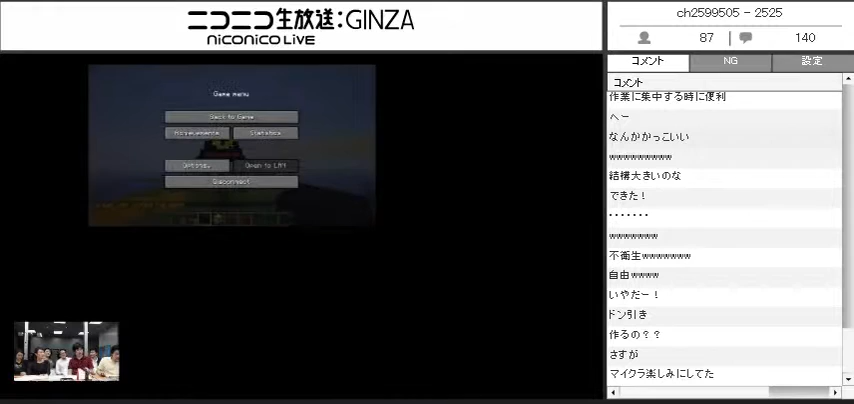 ニコニコ生放送:GINZA
niconico Live
ch2599505 - 2525
87 | 140
コメント NG 設定
コメント
作業に集中する時に便利
へー
なんかかっこいい
wwwwwwwww
結構大きいのな
できた!
・・・・・・・
wwwwwww
不衛生wwwwwww
自由wwww
いやだー!
ドン引き
作るの??
さすが
マイクラ楽しみにしてた
Game menu
Back to Game
Achievements Statistics
Options... Open to LAN
Disconnect